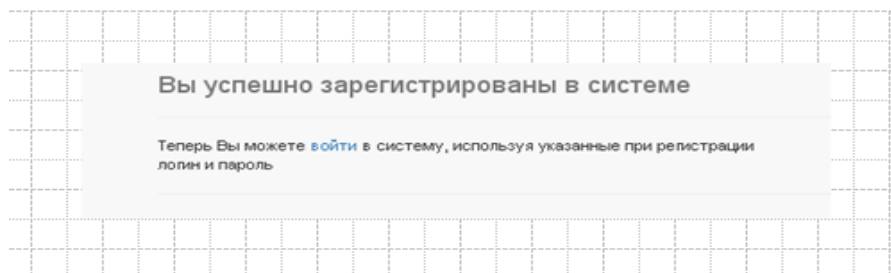 Вы успешно зарегистрированы в системе
Теперь Вы можете войти в систему, используя указанные при регистрации
логин и пароль